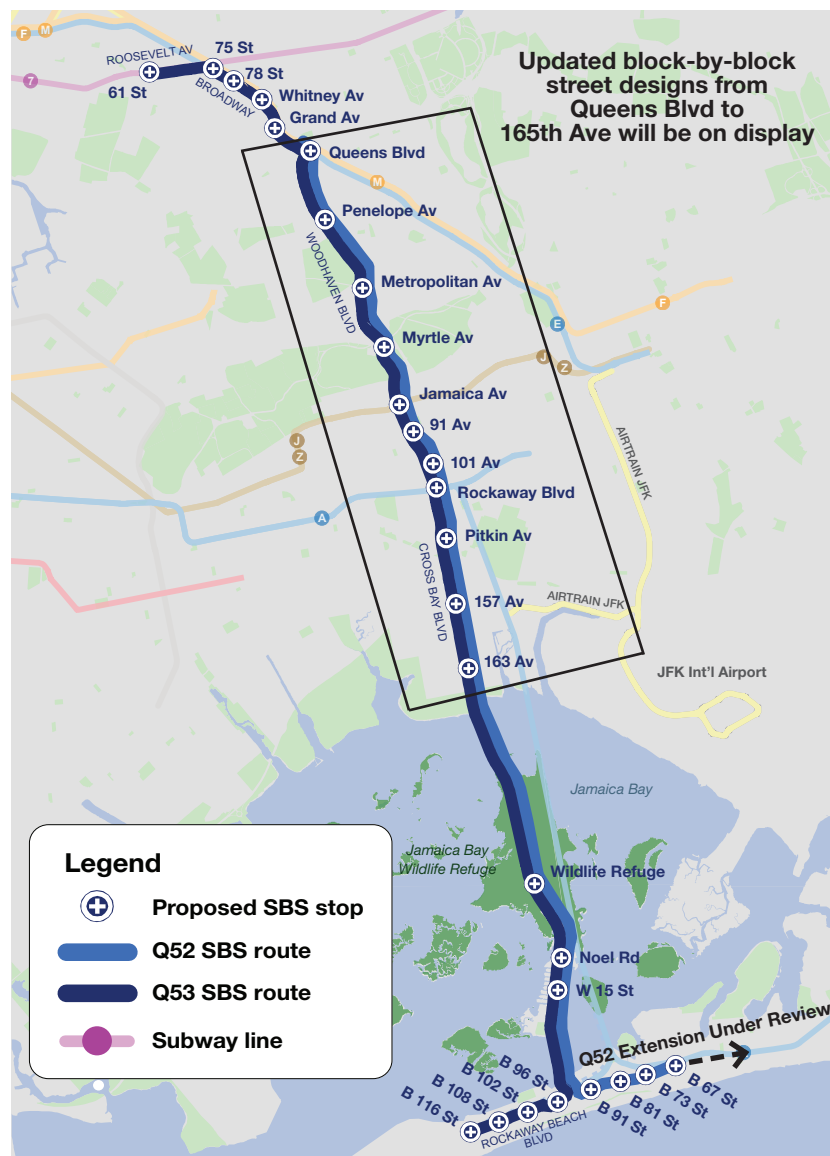 Updated block-by-block
street designs from
Queens Blvd to
165th Ave will be on display
F
M
7
ROOSEVELT AV
75 St
61 St
78 St
BROADWAY
Whitney Av
Grand Av
Queens Blvd
M
Penelope Av
WOODHAVEN BLVD
Metropolitan Av
E
F
Myrtle Av
J
Z
Jamaica Av
91 Av
J
Z
101 Av
Rockaway Blvd
A
AIRTRAIN JFK
Pitkin Av
CROSS BAY BLVD
157 Av
AIRTRAIN JFK
163 Av
JFK Int'l Airport
Jamaica Bay
Jamaica Bay
Wildlife Refuge
Wildlife Refuge
Noel Rd
W 15 St
Q52 Extension Under Review
B 96 St
B 102 St
B 108 St
B 116 St
B 67 St
B 73 St
B 81 St
B 91 St
ROCKAWAY BEACH
BLVD
Legend
Proposed SBS stop
Q52 SBS route
Q53 SBS route
Subway line